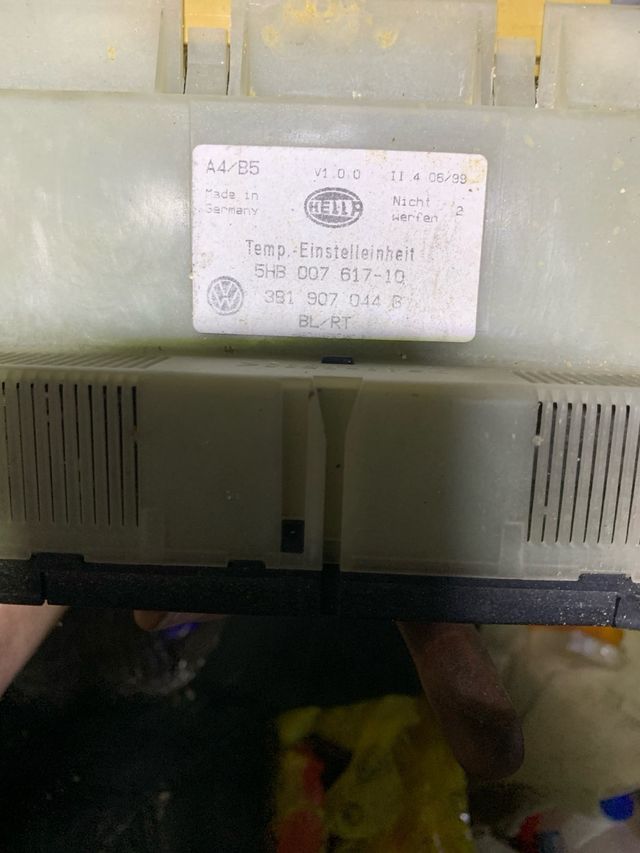 A4/B5 V1.0.0 II.4 06/99
Made in Germany
HELLA
Nicht werfen 2
Temp.-Einstelleinheit
5HB 007 617-10
3B1 907 044 B
BL/RT